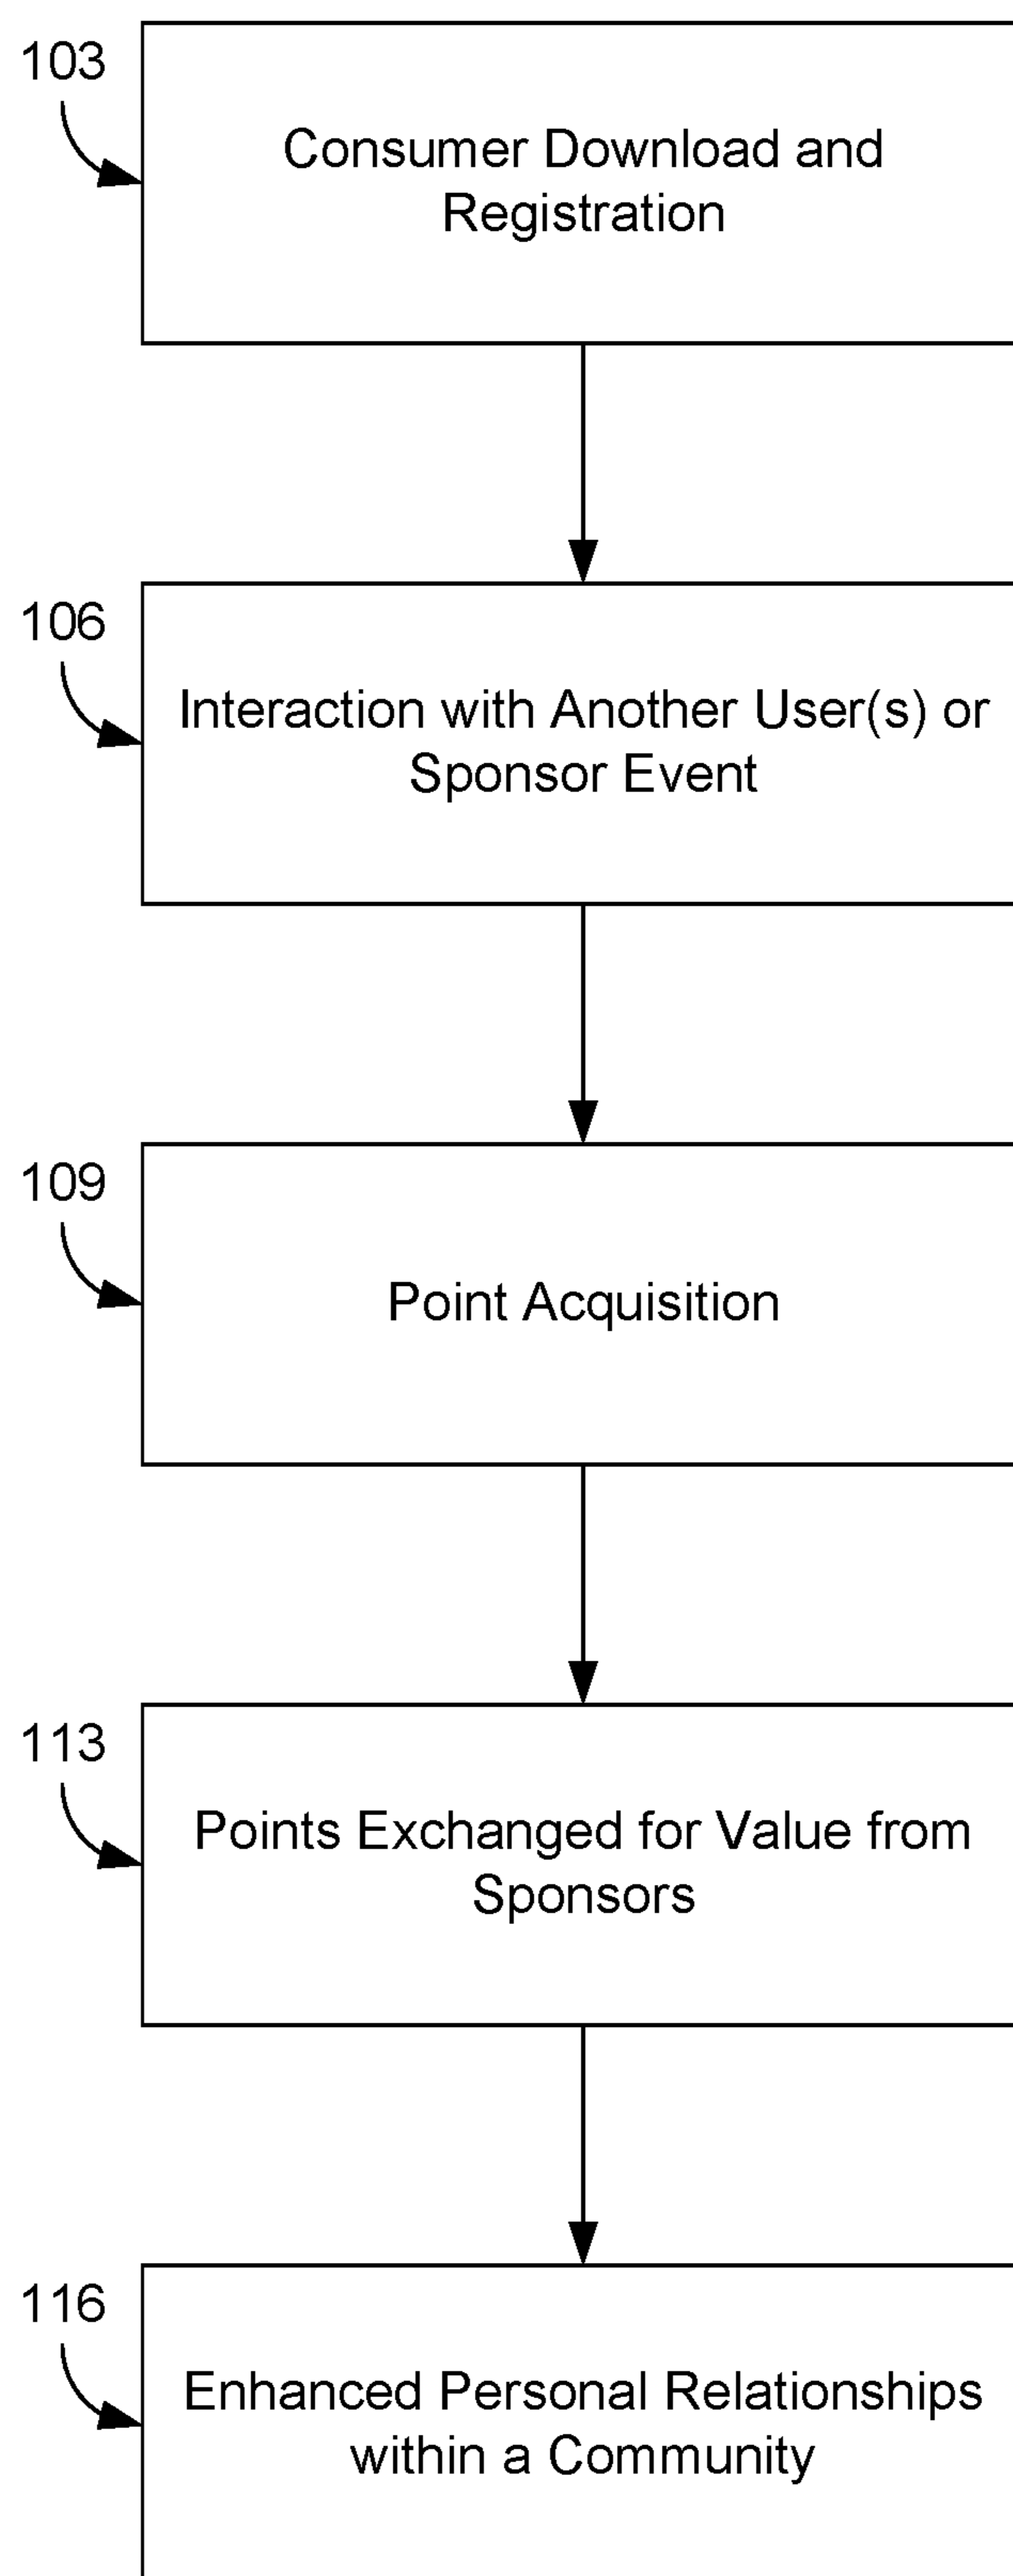 103
Consumer Download and
Registration
106
Interaction with Another User(s) or
Sponsor Event
109
Point Acquisition
113
Points Exchanged for Value from
Sponsors
116
Enhanced Personal Relationships
within a Community